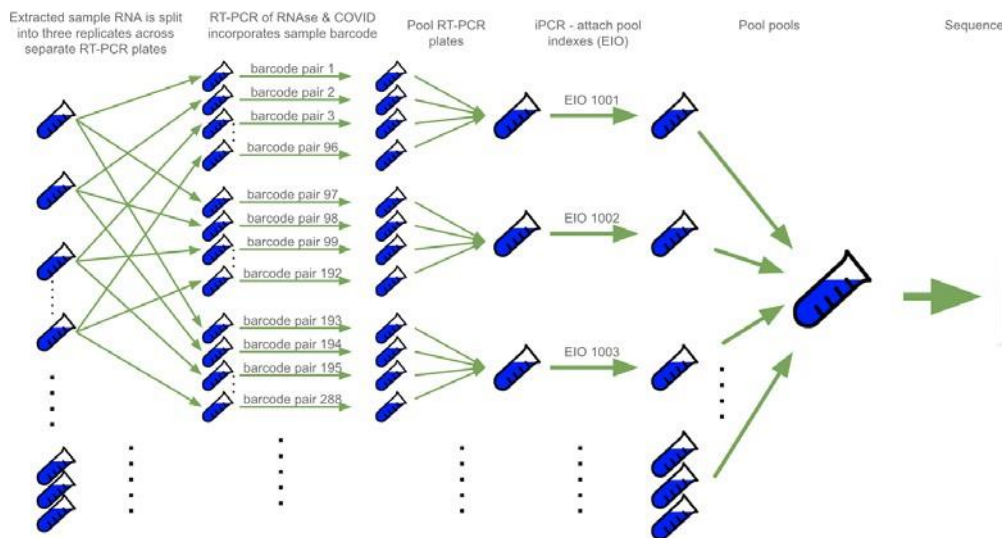 Extracted sample RNA is split
into three replicates across
separate RT-PCR plates
RT-PCR of RNAse & COVID
incorporates sample barcode
Pool RT-PCR
plates
iPCR - attach pool
indexes (EIO)
Pool pools
Sequence
barcode pair 1
barcode pair 2
barcode pair 3
barcode pair 96
EIO 1001
barcode pair 97
barcode pair 98
barcode pair 99
barcode pair 192
EIO 1002
barcode pair 193
barcode pair 194
barcode pair 195
barcode pair 288
EIO 1003